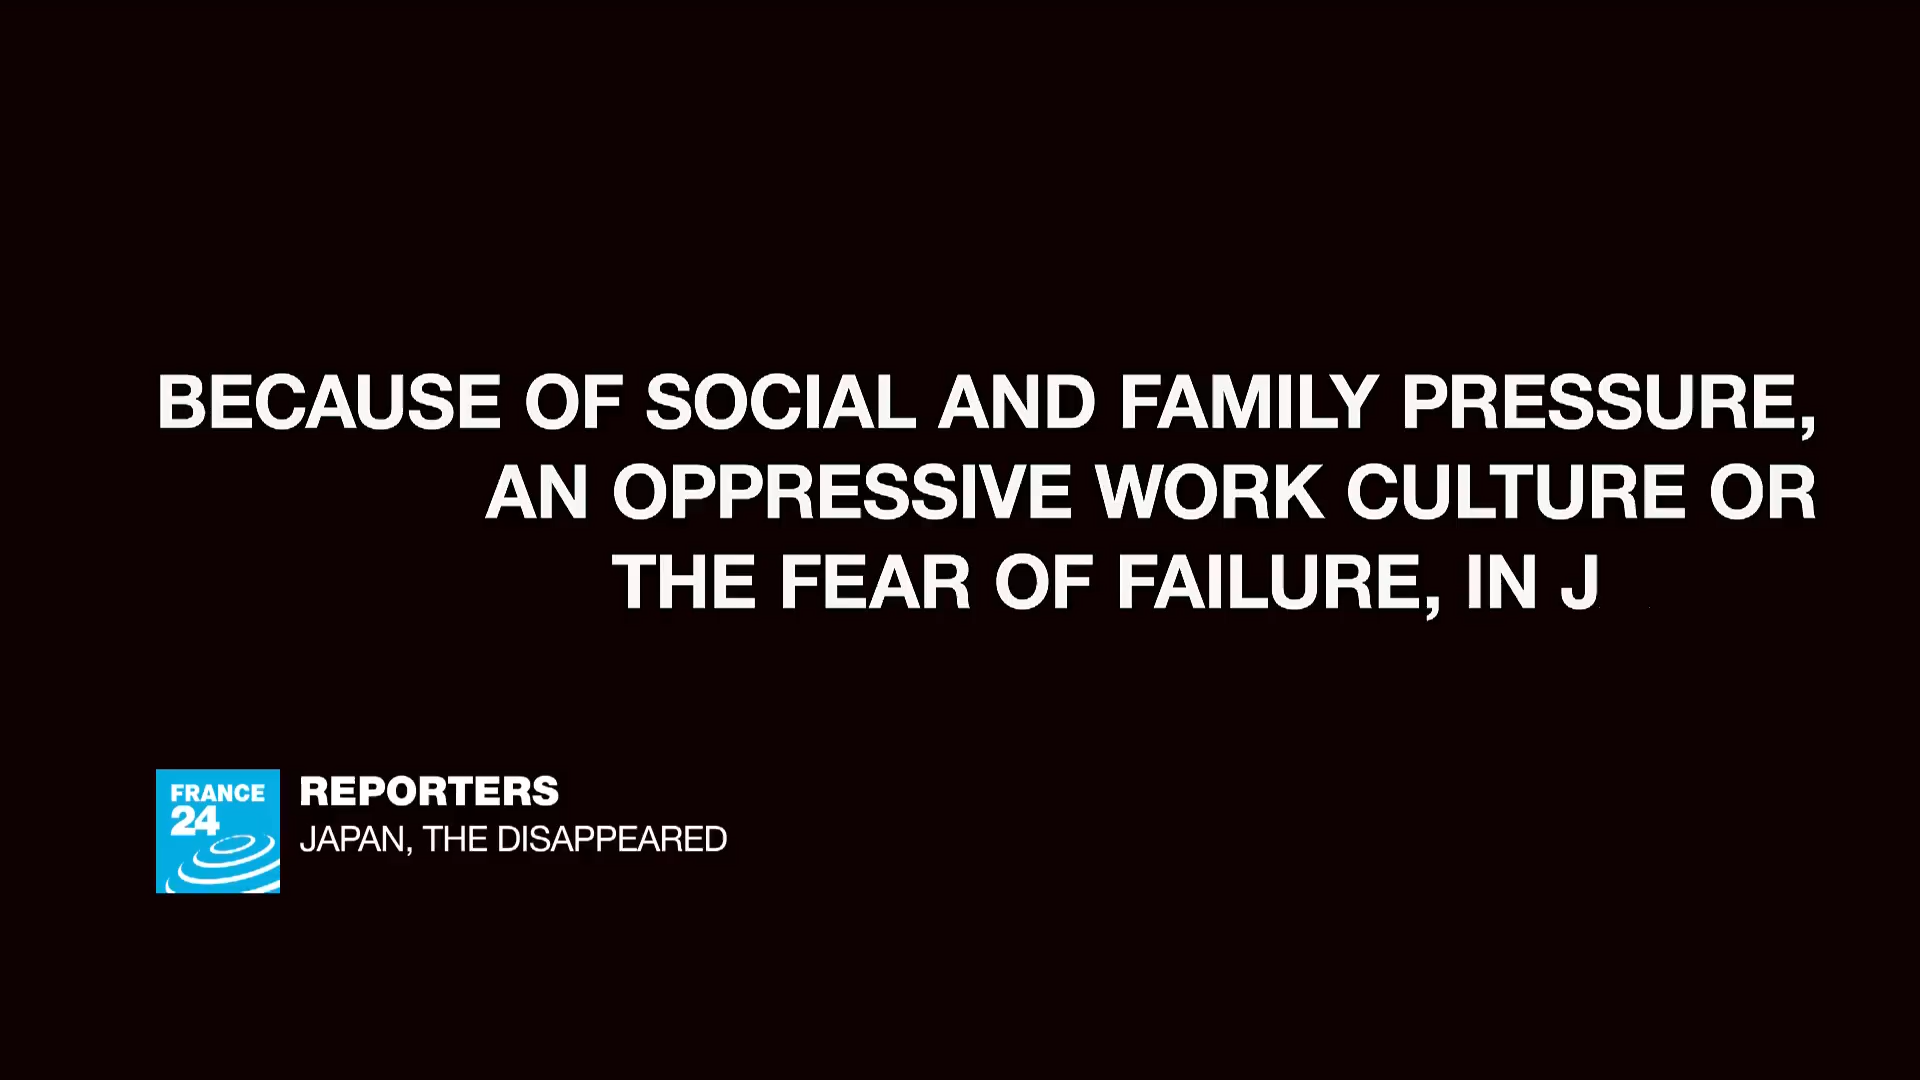 BECAUSE OF SOCIAL AND FAMILY PRESSURE,
AN OPPRESSIVE WORK CULTURE OR
THE FEAR OF FAILURE, IN J
FRANCE
24
REPORTERS
JAPAN, THE DISAPPEARED